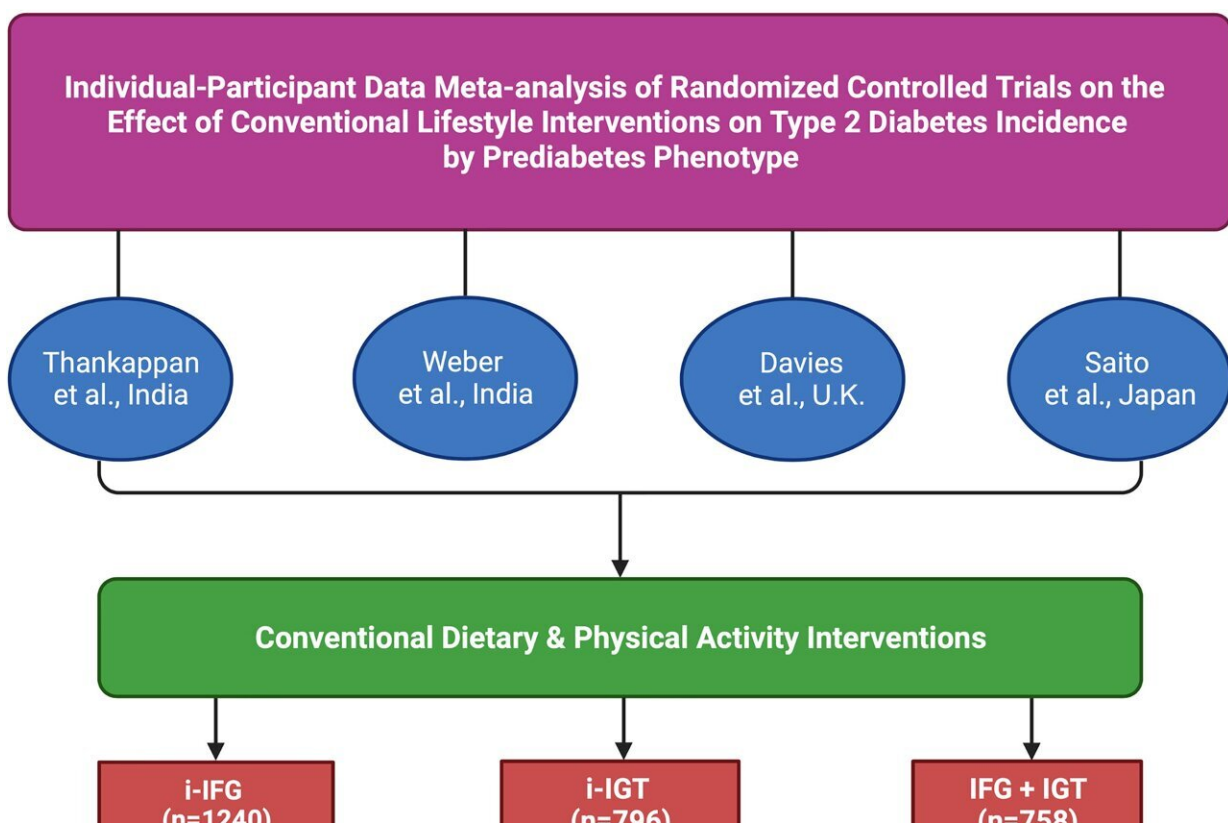 Individual-Participant Data Meta-analysis of Randomized Controlled Trials on the
Effect of Conventional Lifestyle Interventions on Type 2 Diabetes Incidence
by Prediabetes Phenotype
Thankappan
et al., India
Weber
et al., India
Davies
et al., U.K.
Saito
et al., Japan
Conventional Dietary & Physical Activity Interventions
i-IFG
(n=1240)
i-IGT
(n=796)
IFG + IGT
(n=758)